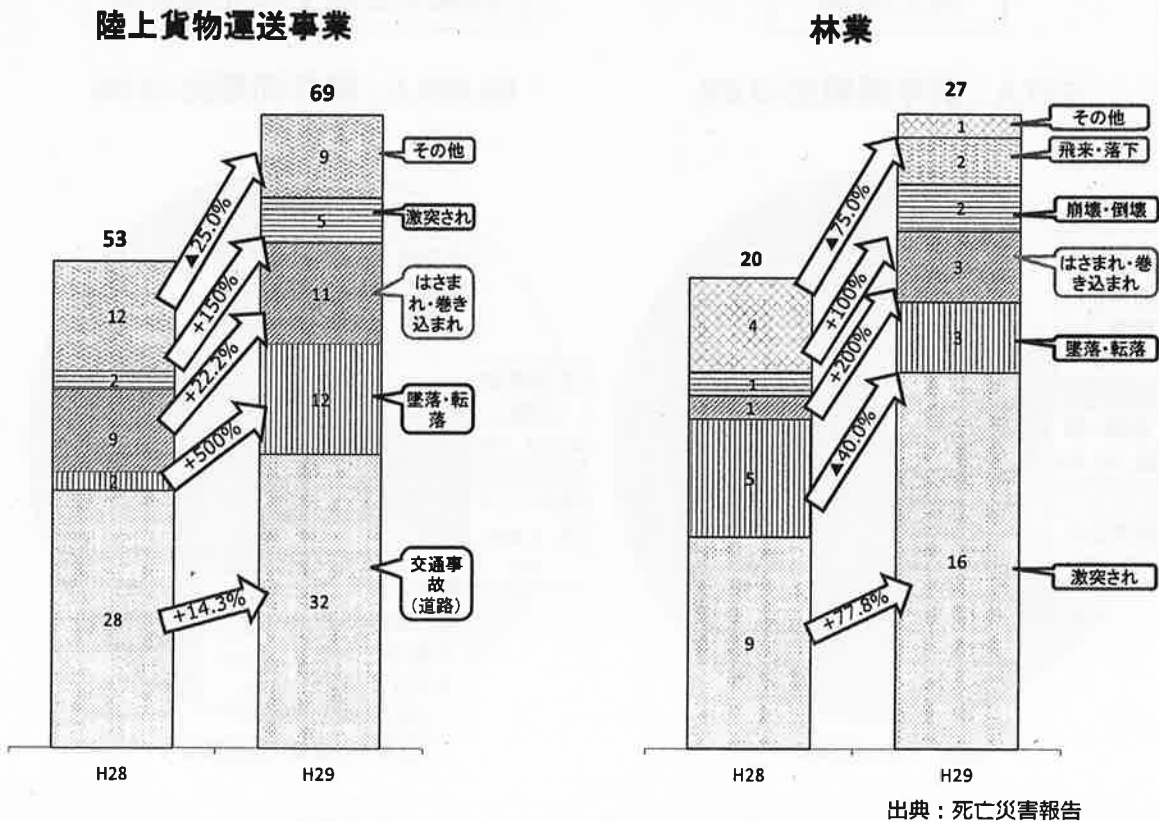 陸上貨物運送事業
69
9
その他
5
激突され
11
はさま
れ・巻き
込まれ
12
墜落・転
落
32
交通事
故
(道路)
53
12
2
9
2
28
▲25.0%
+150%
+22.2%
+500%
+14.3%
H28
H29
林業
27
1
その他
2
飛来・落下
2
崩壊・倒壊
3
はさまれ・巻
き込まれ
3
墜落・転落
16
激突され
20
4
1
1
5
9
▲75.0%
+100%
+200%
▲40.0%
+77.8%
H28
H29
出典：死亡災害報告